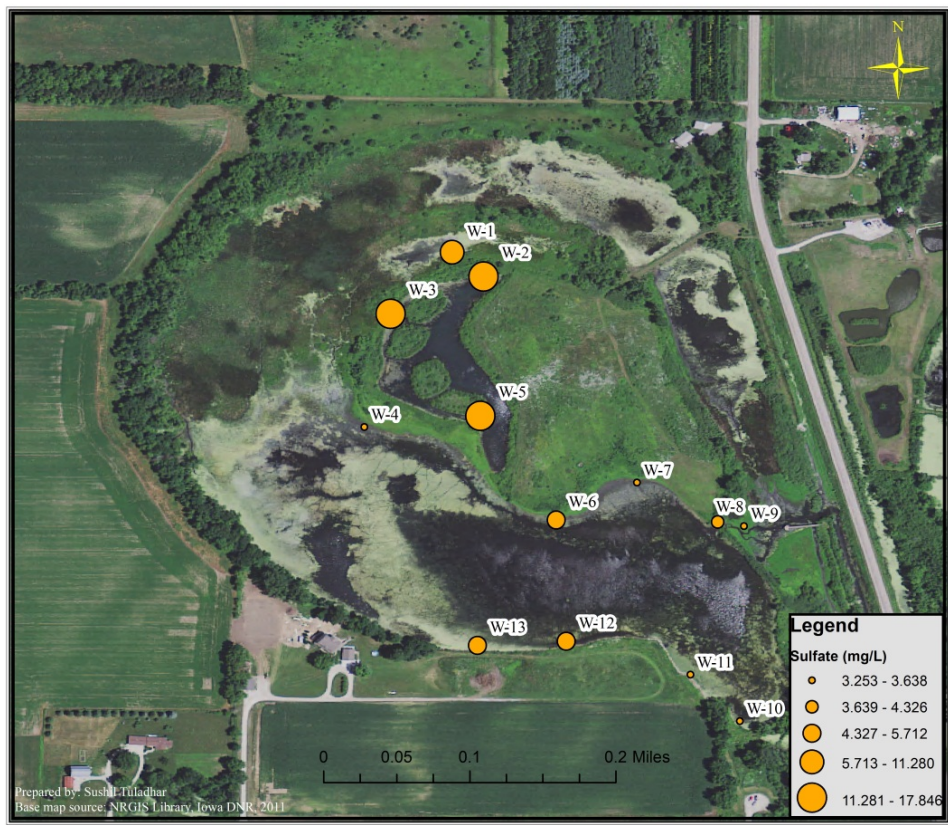 N
W-1
W-2
W-3
W-5
W-4
W-7
W-6
W-8
W-9
W-13
W-12
W-11
W-10
Legend
Sulfate (mg/L)
3.253 - 3.638
3.639 - 4.326
4.327 - 5.712
5.713 - 11.280
11.281 - 17.846
0 0.05 0.1 0.2 Miles
Prepared by: Sushil Tuladhar
Base map source: NRGIS Library, Iowa DNR, 2011